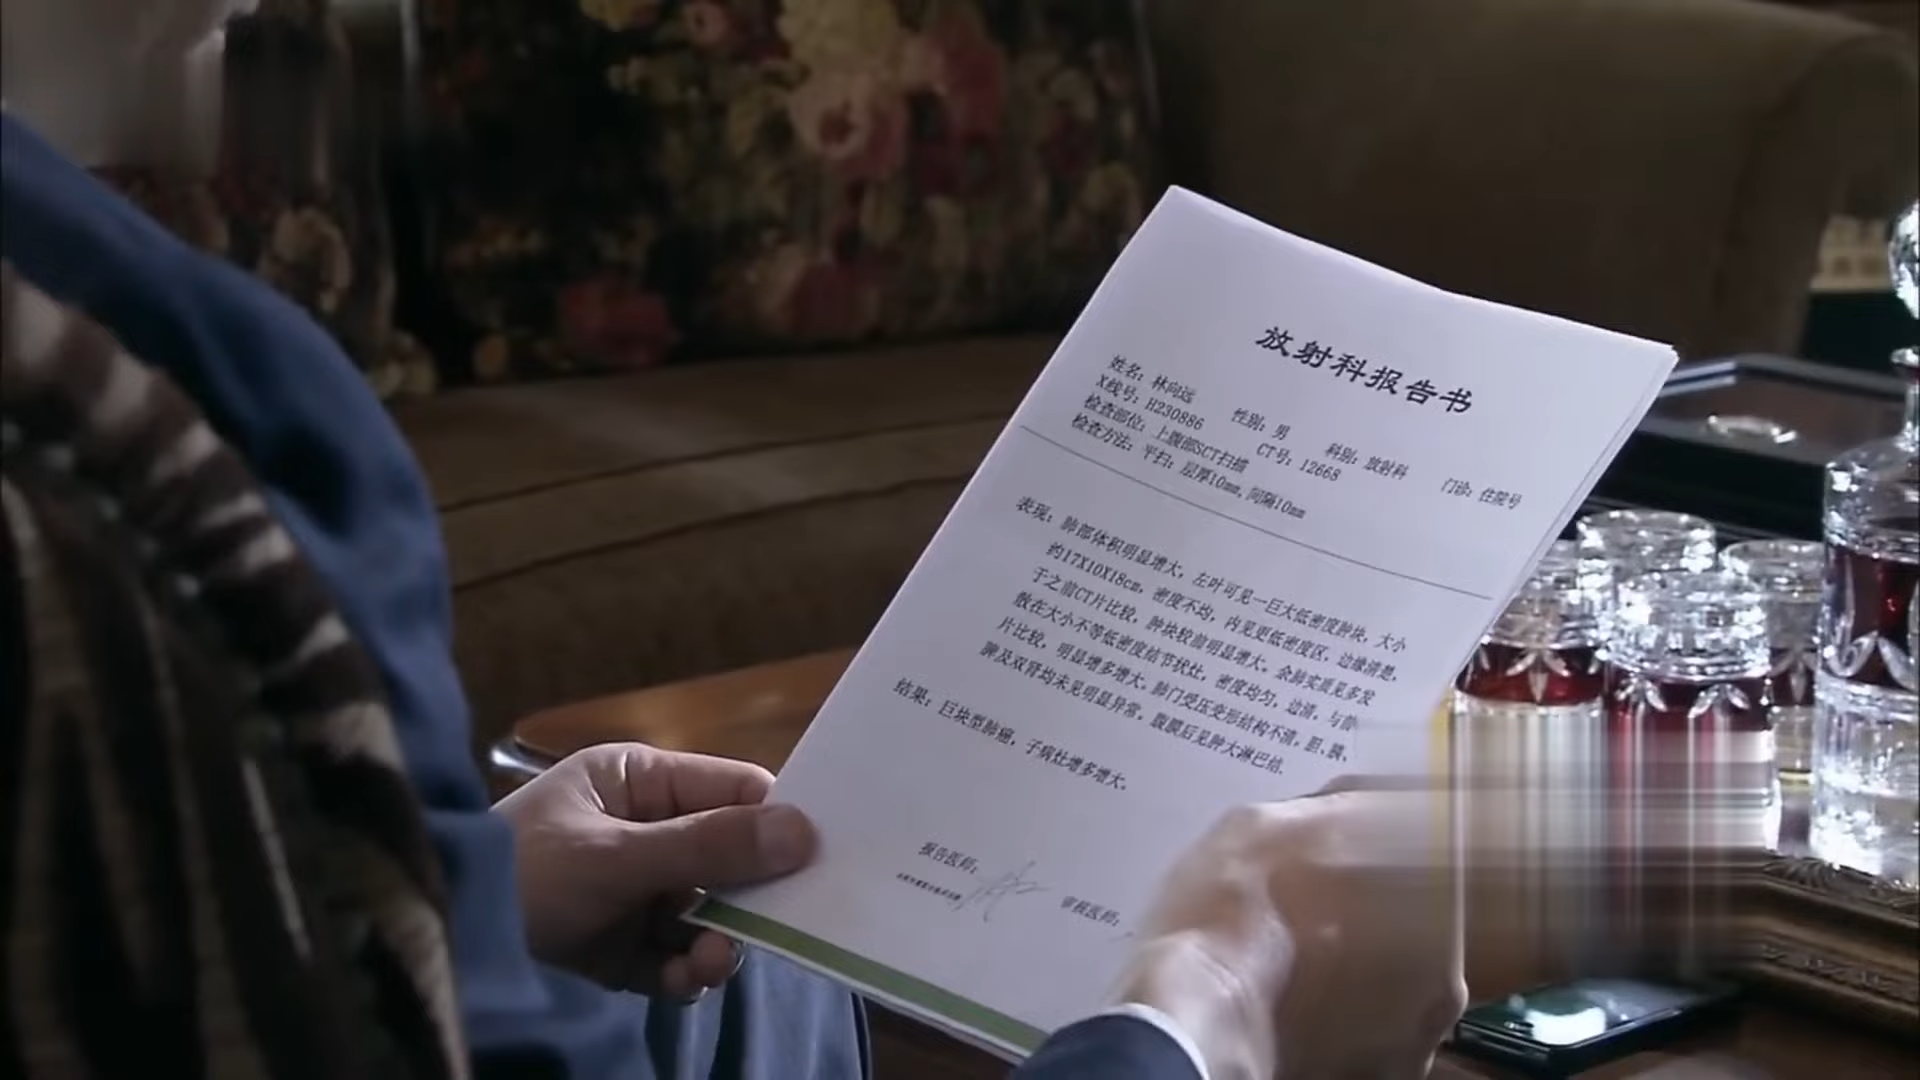 放射科报告书
姓名：林向远 性别：男 科别：放射科 门诊：住院号
X线号：H230886 CT号：12668
检查部位：上腹部SCT扫描
检查方法：平扫：层厚10mm,间隔10mm
表现：肺部体积明显增大，左叶可见一巨大低密度肿块，大小
约17X10X18cm，密度不均，内见更低密度区，边缘清楚，
于之前CT片比较，肿块较前明显增大。余肺实质见多发
散在大小不等低密度结节状灶，密度均匀，边清，与前
片比较，明显增多增大，肺门受压变形结构不清，胆、胰、
脾及双肾均未见明显异常，腹膜后见肿大淋巴结.
结果：巨块型肺癌，子病灶增多增大。
报告医师： 审核医师：